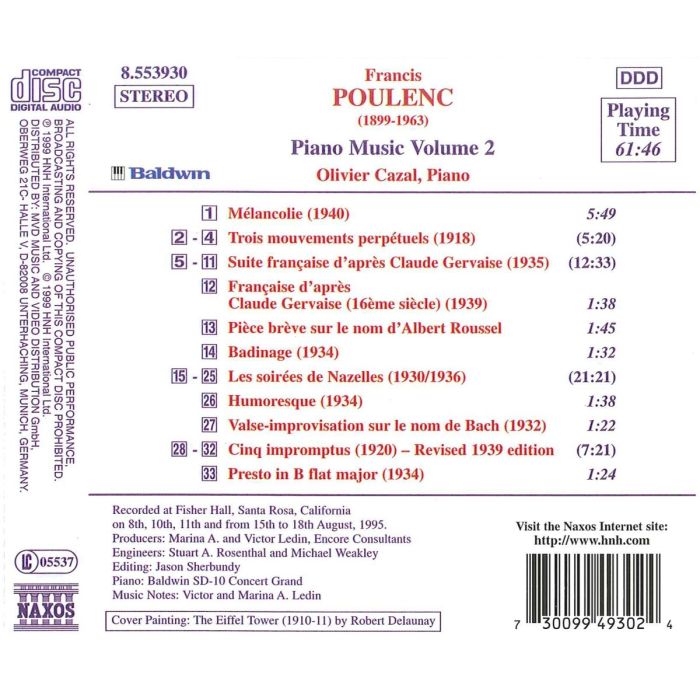 COMPACT
disc
DIGITAL AUDIO
8.553930
STEREO
Francis
POULENC
(1899-1963)
Piano Music Volume 2
Olivier Cazal, Piano
DDD
Playing
Time
61:46
Baldwin
1 Mélancolie (1940) 5:49
2 - 4 Trois mouvements perpétuels (1918) (5:20)
5 - 11 Suite française d'après Claude Gervaise (1935) (12:33)
12 Française d'après
Claude Gervaise (16ème siècle) (1939) 1:38
13 Pièce brève sur le nom d'Albert Roussel 1:45
14 Badinage (1934) 1:32
15 - 25 Les soirées de Nazelles (1930/1936) (21:21)
26 Humoresque (1934) 1:38
27 Valse-improvisation sur le nom de Bach (1932) 1:22
28 - 32 Cinq impromptus (1920) – Revised 1939 edition (7:21)
33 Presto in B flat major (1934) 1:24
ALL RIGHTS RESERVED. UNAUTHORISED PUBLIC PERFORMANCE,
BROADCASTING AND COPYING OF THIS COMPACT DISC PROHIBITED.
℗ 1999 HNH International Ltd. © 1999 HNH International Ltd.
DISTRIBUTED BY: MVD MUSIC AND VIDEO DISTRIBUTION GmbH,
OBERWEG 21C- HALLE V, D-82008 UNTERHACHING, MUNICH, GERMANY.
LC 05537
NAXOS
Recorded at Fisher Hall, Santa Rosa, California
on 8th, 10th, 11th and from 15th to 18th August, 1995.
Producers: Marina A. and Victor Ledin, Encore Consultants
Engineers: Stuart A. Rosenthal and Michael Weakley
Editing: Jason Sherbundy
Piano: Baldwin SD-10 Concert Grand
Music Notes: Victor and Marina A. Ledin
Cover Painting: The Eiffel Tower (1910-11) by Robert Delaunay
Visit the Naxos Internet site:
http://www.hnh.com
7 30099 49302 4